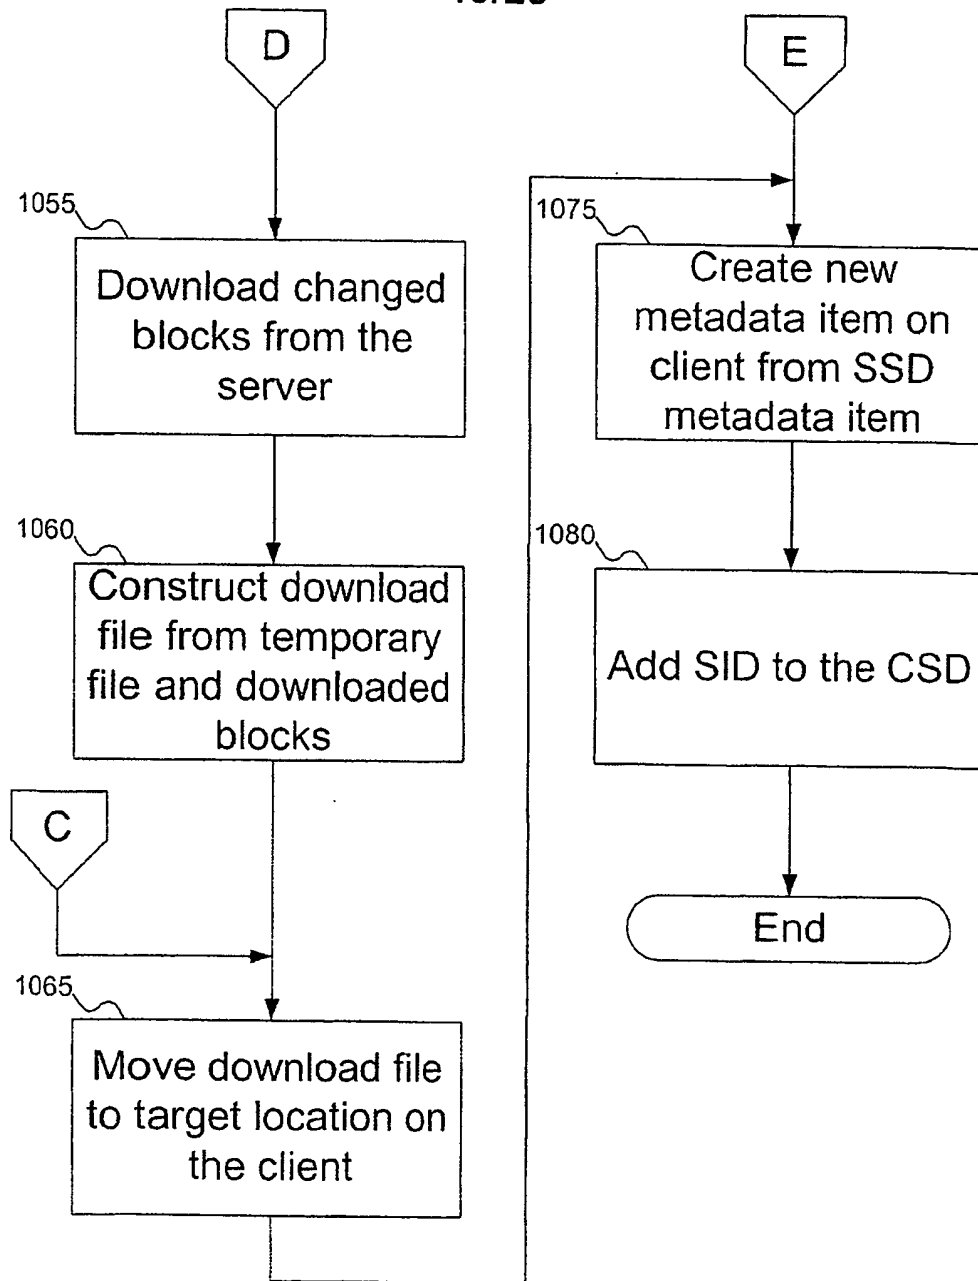 D
1055
Download changed
blocks from the
server
1060
Construct download
file from temporary
file and downloaded
blocks
C
1065
Move download file
to target location on
the client
E
1075
Create new
metadata item on
client from SSD
metadata item
1080
Add SID to the CSD
End